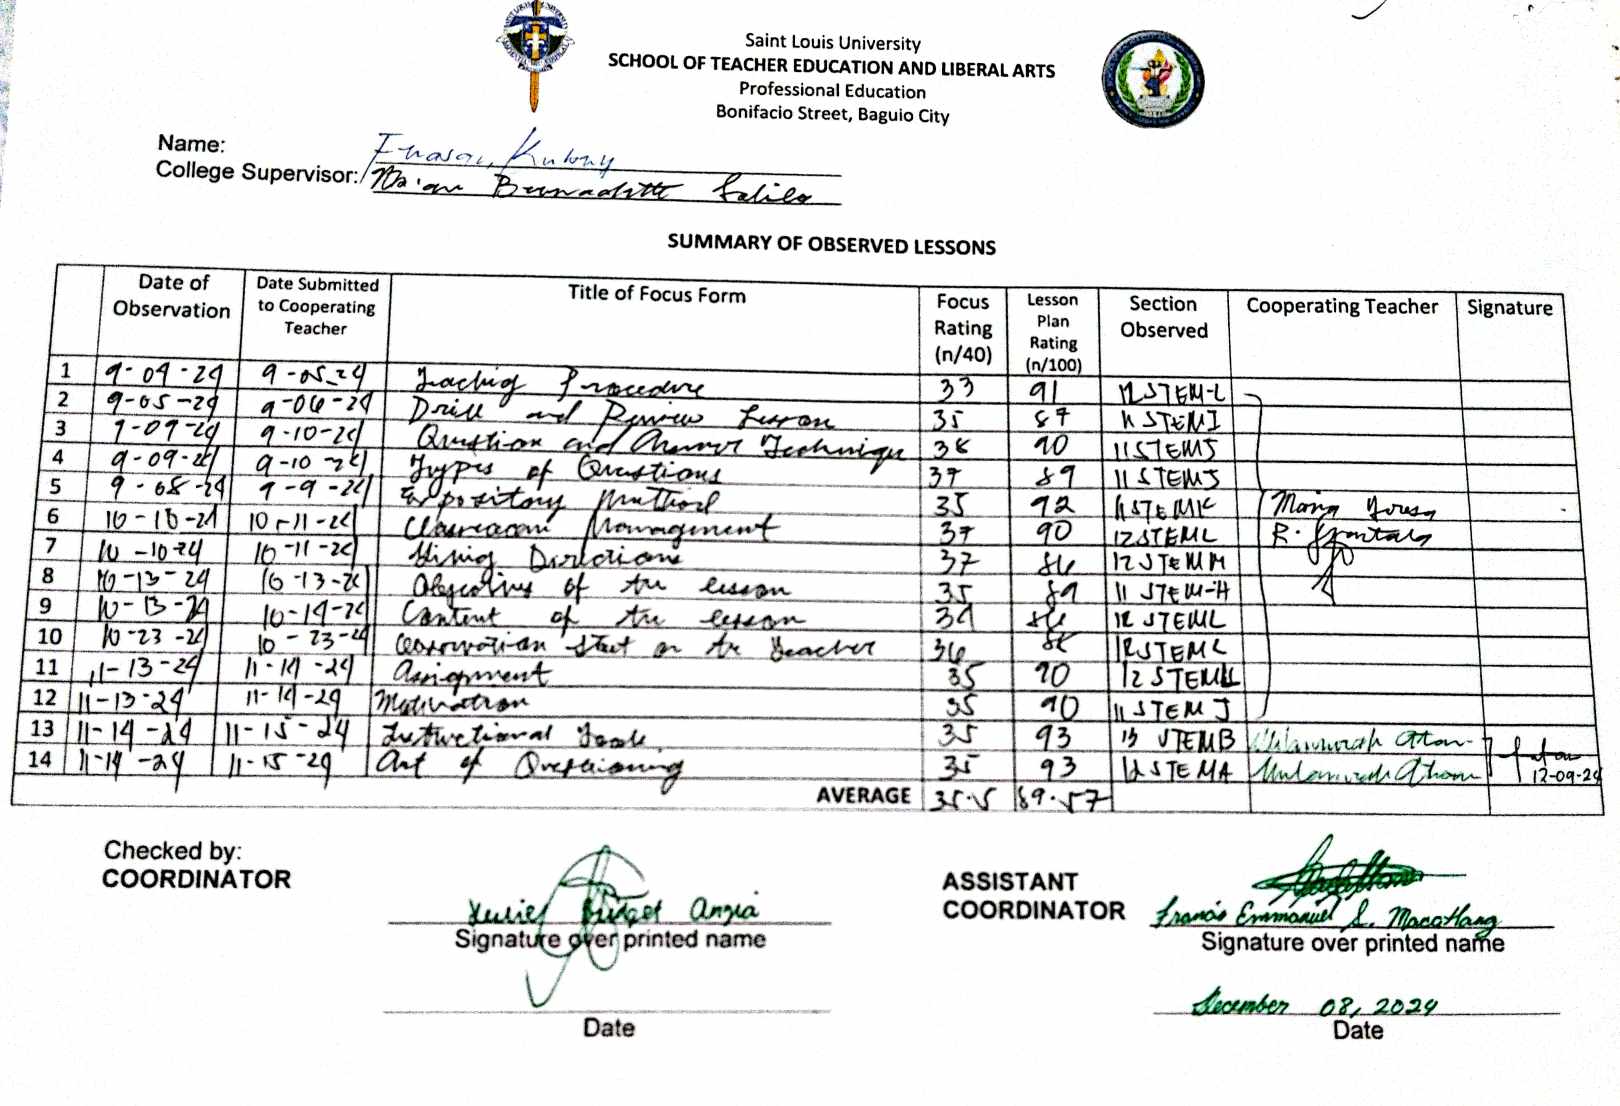 Saint Louis University
SCHOOL OF TEACHER EDUCATION AND LIBERAL ARTS
Professional Education
Bonifacio Street, Baguio City
Name:
College Supervisor: Bernadette
SUMMARY OF OBSERVED LESSONS
Date of Observation Date Submitted to Cooperating Teacher Title of Focus Form Focus Rating (n/40) Lesson Plan Rating (n/100) Section Observed Cooperating Teacher Signature
1 9-04-24 9-05-24 Teaching Procedure 33 91 12 STEM-L
2 9-05-24 9-06-24 Drill and Review Lesson 35 87 11 STEM I
3 9-09-24 9-10-24 Question and Answer Technique 38 90 11 STEM J
4 9-09-24 9-10-24 Types of Questions 37 89 11 STEM J
5 9-08-24 9-9-24 Expository Method 35 92 11 STEM K Maria
6 10-10-24 10-11-24 Classroom Management 37 90 12 STEM L R.
7 10-10-24 10-11-24 Giving Directions 37 86 12 STEM M
8 10-13-24 10-13-24 Objectives of the lesson 35 89 11 STEM-H
9 10-13-24 10-14-24 Content of the lesson 34 86 12 STEM L
10 10-23-24 10-23-24 Observation Sheet on the Teacher 36 12 STEM L
11 11-13-24 11-14-24 Assignment 35 90 12 STEM
12 11-13-24 11-14-24 Motivation 35 90 11 STEM J
13 11-14-24 11-15-24 Instructional Tools 35 93 STEM B
14 11-14-24 11-15-24 Art of Questioning 35 93 12 STEM A 12-09-24
AVERAGE 35.5 89.57
Checked by:
COORDINATOR
Bridget
Signature over printed name
Date
ASSISTANT
COORDINATOR
Francis Emmanuel S. Macatlang
Signature over printed name
December 08, 2024
Date